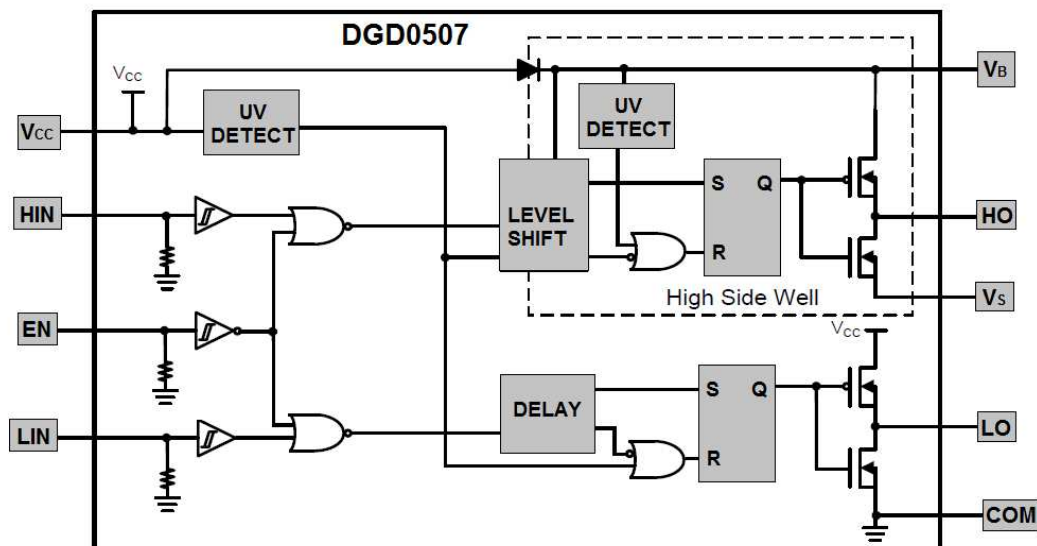 DGD0507
VCC
VB
UV
DETECT
UV
DETECT
VCC
HIN
LEVEL
SHIFT
S
Q
R
HO
High Side Well
VS
EN
VCC
DELAY
S
Q
R
LIN
LO
COM